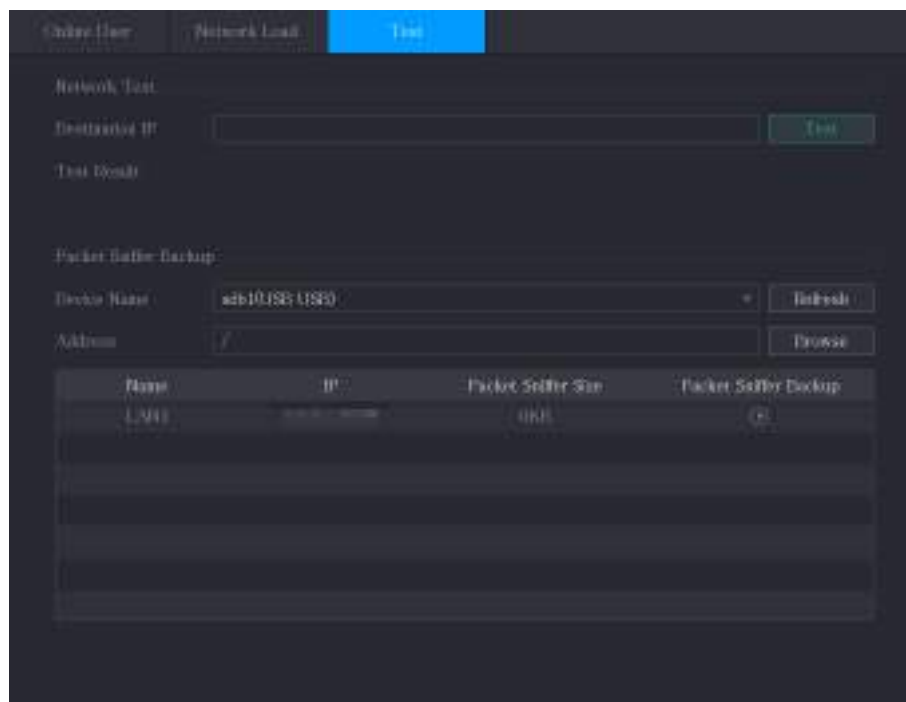 Online User Network Load Test
Network Test
Destination IP Test
Test Result
Packet Sniffer Backup
Device Name sdb1(USB USB) Refresh
Address / Browse
Name IP Packet Sniffer Size Packet Sniffer Backup
LAN1 0KB